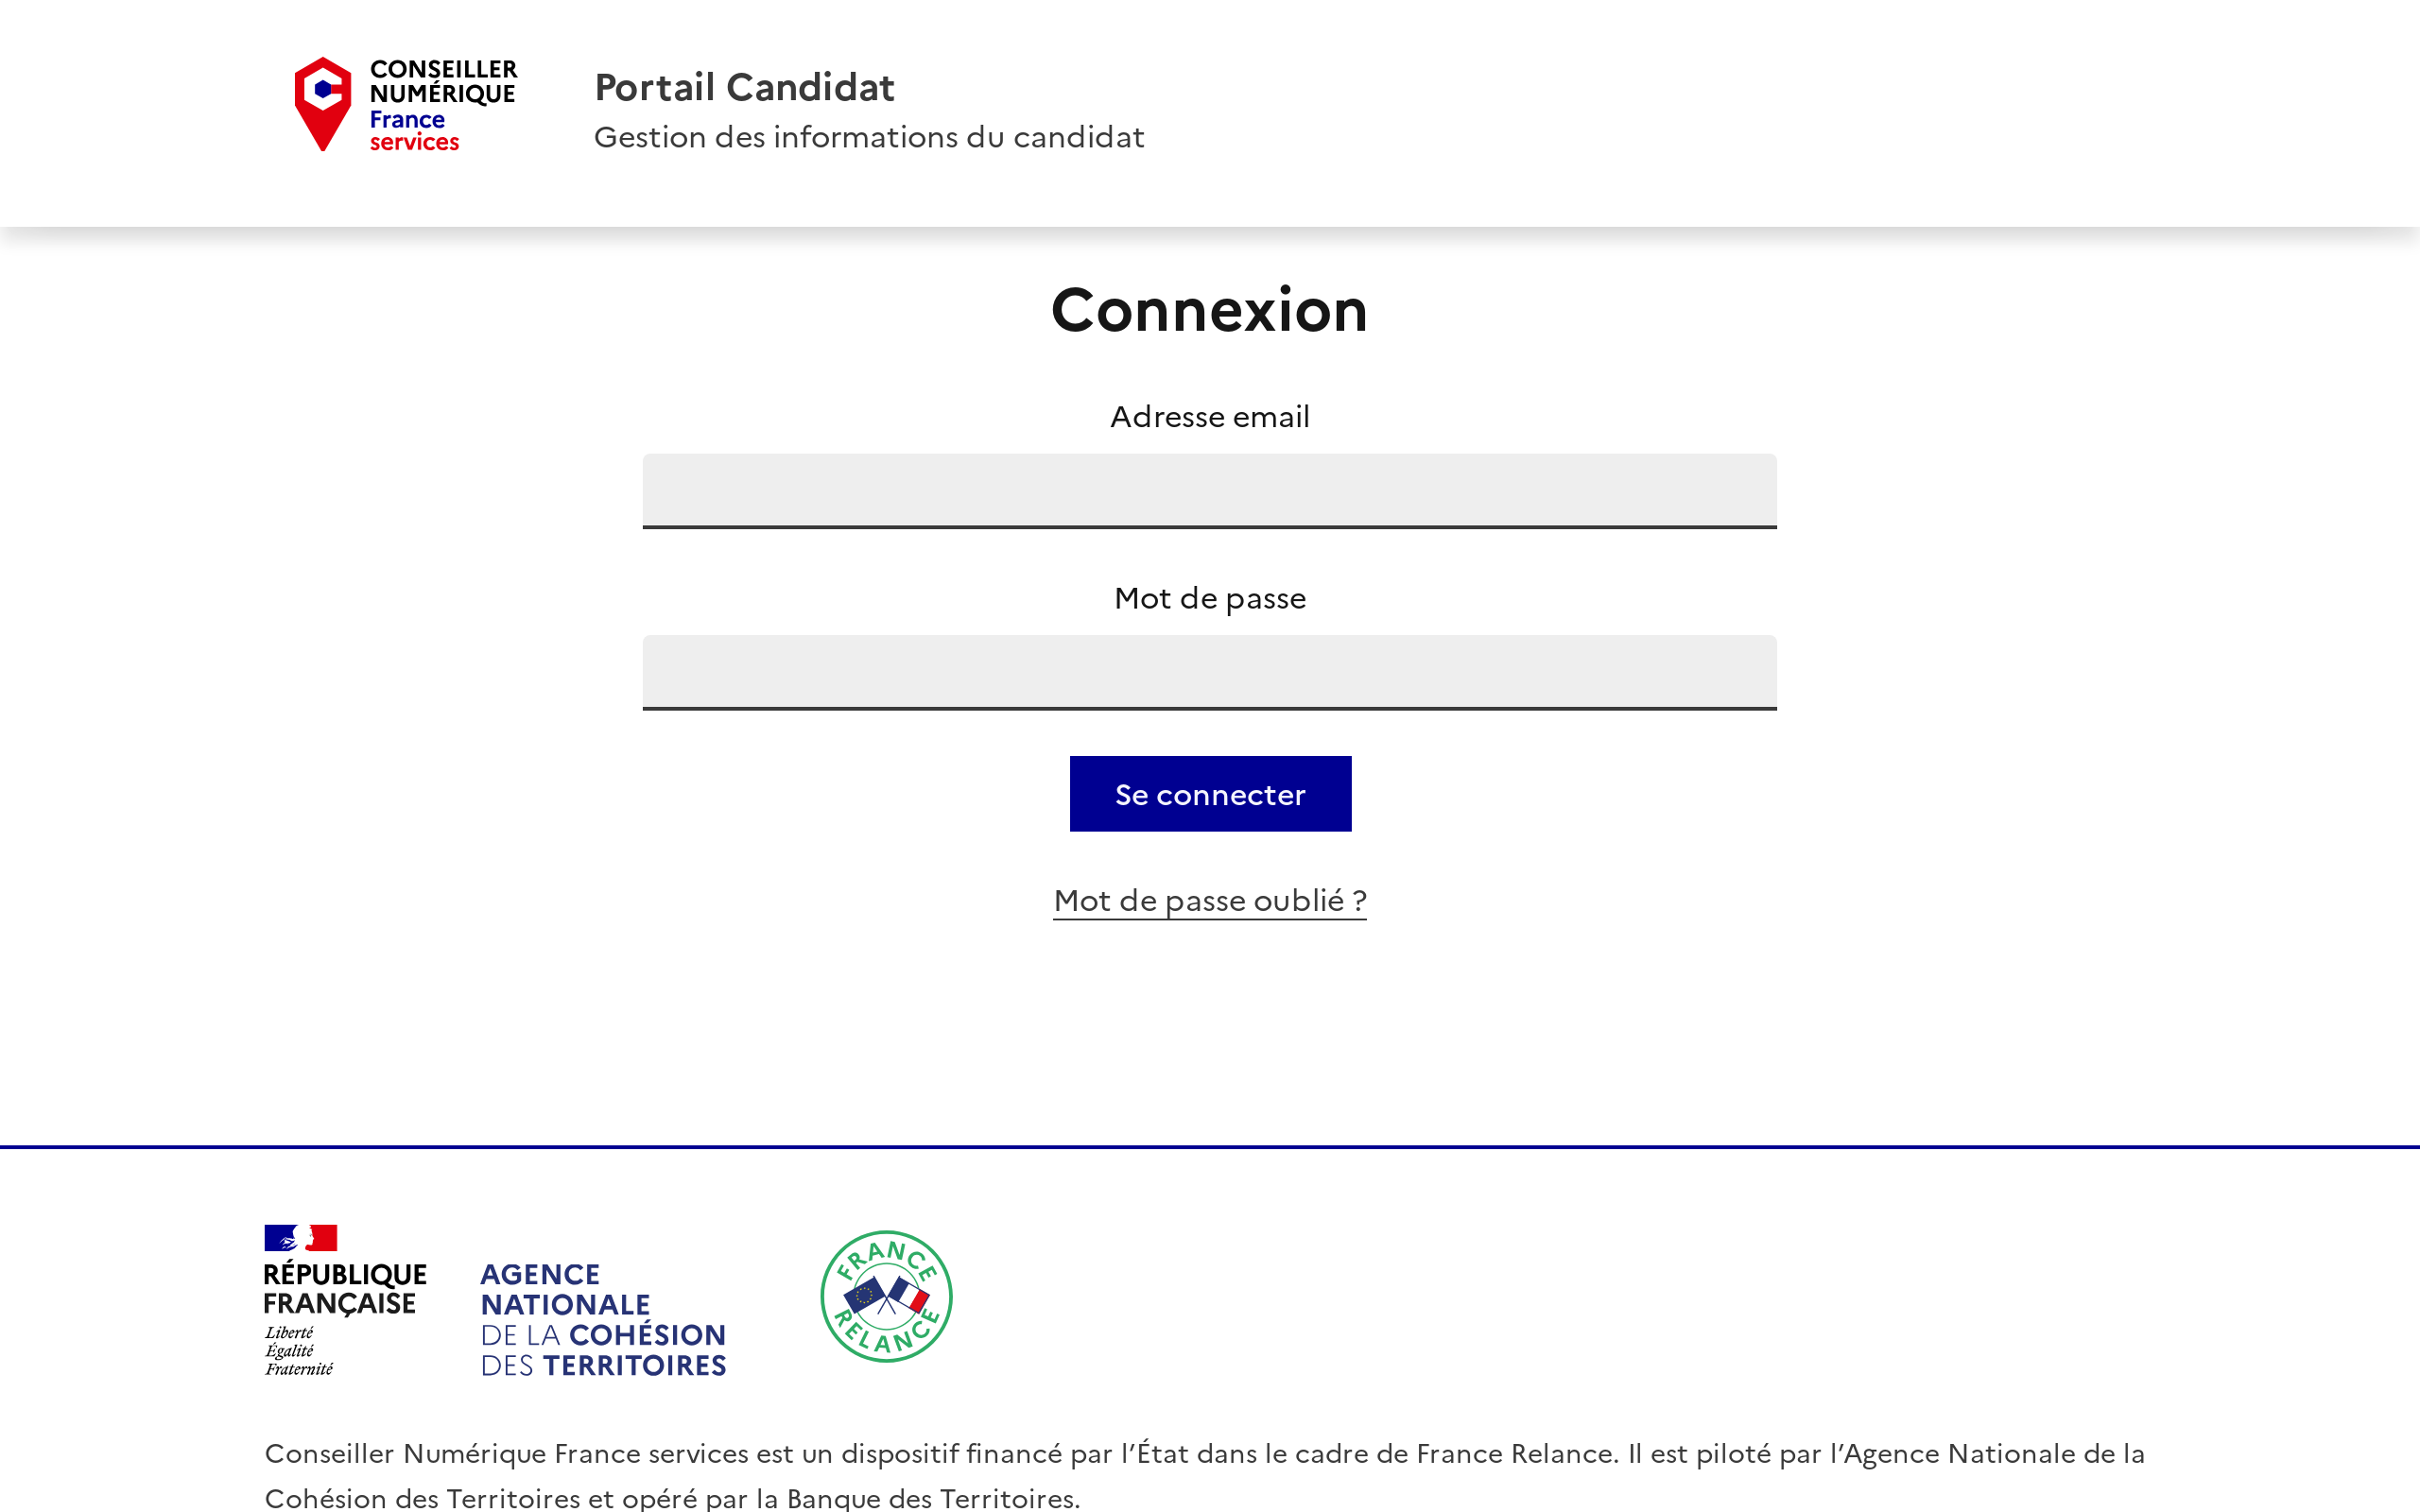 CONSEILLER
NUMÉRIQUE
France
services
Portail Candidat
Gestion des informations du candidat
Connexion
Adresse email
Mot de passe
Se connecter
Mot de passe oublié ?
RÉPUBLIQUE
FRANÇAISE
Liberté
Égalité
Fraternité
AGENCE
NATIONALE
DE LA COHÉSION
DES TERRITOIRES
FRANCE
RELANCE
Conseiller Numérique France services est un dispositif financé par l’État dans le cadre de France Relance. Il est piloté par l’Agence Nationale de la
Cohésion des Territoires et opéré par la Banque des Territoires.